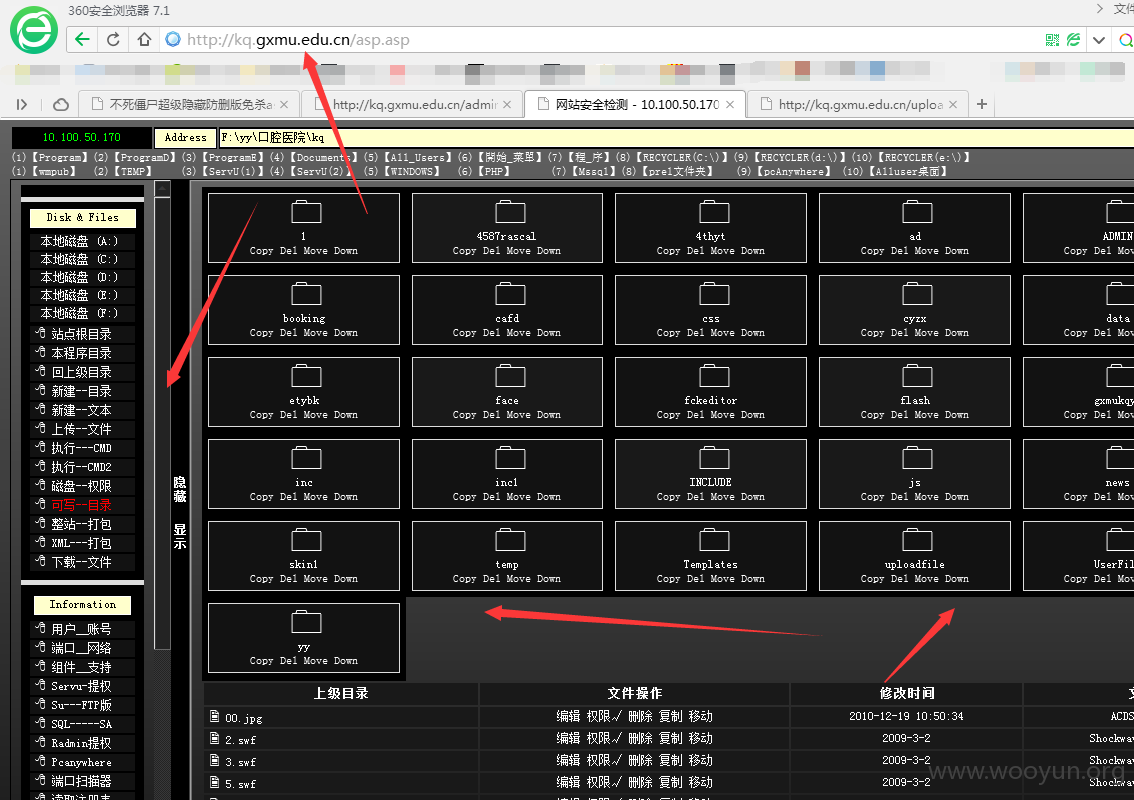 360安全浏览器 7.1
文件
http://kq.gxmu.edu.cn/asp.asp
不死僵尸超级隐藏防删版免杀a
http://kq.gxmu.edu.cn/admir
网站安全检测 - 10.100.50.170
http://kq.gxmu.edu.cn/uploa
10.100.50.170
Address
F:\yy\口腔医院\kq
(1)【Program】(2)【ProgramD】(3)【ProgramE】(4)【Documents】(5)【All_Users】(6)【開始_菜單】(7)【程_序】(8)【RECYCLER(C:\)】(9)【RECYCLER(d:\)】(10)【RECYCLER(e:\)】
(1)【wmpub】 (2)【TEMP】 (3)【ServU(1)】(4)【ServU(2)】 (5)【WINDOWS】 (6)【PHP】 (7)【Mssql】(8)【prel文件夹】 (9)【pcAnywhere】 (10)【Alluser桌面】
Disk & Files
本地磁盘 (A:)
本地磁盘 (C:)
本地磁盘 (D:)
本地磁盘 (E:)
本地磁盘 (F:)
站点根目录
本程序目录
回上级目录
新建--目录
新建--文本
上传--文件
执行---CMD
执行--CMD2
磁盘--权限
可写--目录
整站--打包
XML---打包
下载--文件
Information
用户__账号
端口__网络
组件__支持
Servu-提权
Su---FTP版
SQL-----SA
Radmin提权
Pcanywhere
端口扫描器
读取注册表
隐藏
显示
1
4587rascal
4thyt
ad
ADMIN
Copy Del Move Down
Copy Del Move Down
Copy Del Move Down
Copy Del Move Down
Copy Del
booking
cafd
css
cyzx
data
Copy Del Move Down
Copy Del Move Down
Copy Del Move Down
Copy Del Move Down
Copy Del
etybk
face
fckeditor
flash
gxmukqy
Copy Del Move Down
Copy Del Move Down
Copy Del Move Down
Copy Del Move Down
Copy Del
inc
inc1
INCLUDE
js
news
Copy Del Move Down
Copy Del Move Down
Copy Del Move Down
Copy Del Move Down
Copy Del
skin1
temp
Templates
uploadfile
UserFil
Copy Del Move Down
Copy Del Move Down
Copy Del Move Down
Copy Del Move Down
Copy Del
yy
Copy Del Move Down
上级目录
文件操作
修改时间
00.jpg
编辑 权限√ 删除 复制 移动
2010-12-19 10:50:34
ACDS
2.swf
编辑 权限√ 删除 复制 移动
2009-3-2
Shockwa
3.swf
编辑 权限√ 删除 复制 移动
2009-3-2
Shockwa
5.swf
编辑 权限√ 删除 复制 移动
2009-3-2
Shockwa
www.wooyun.org